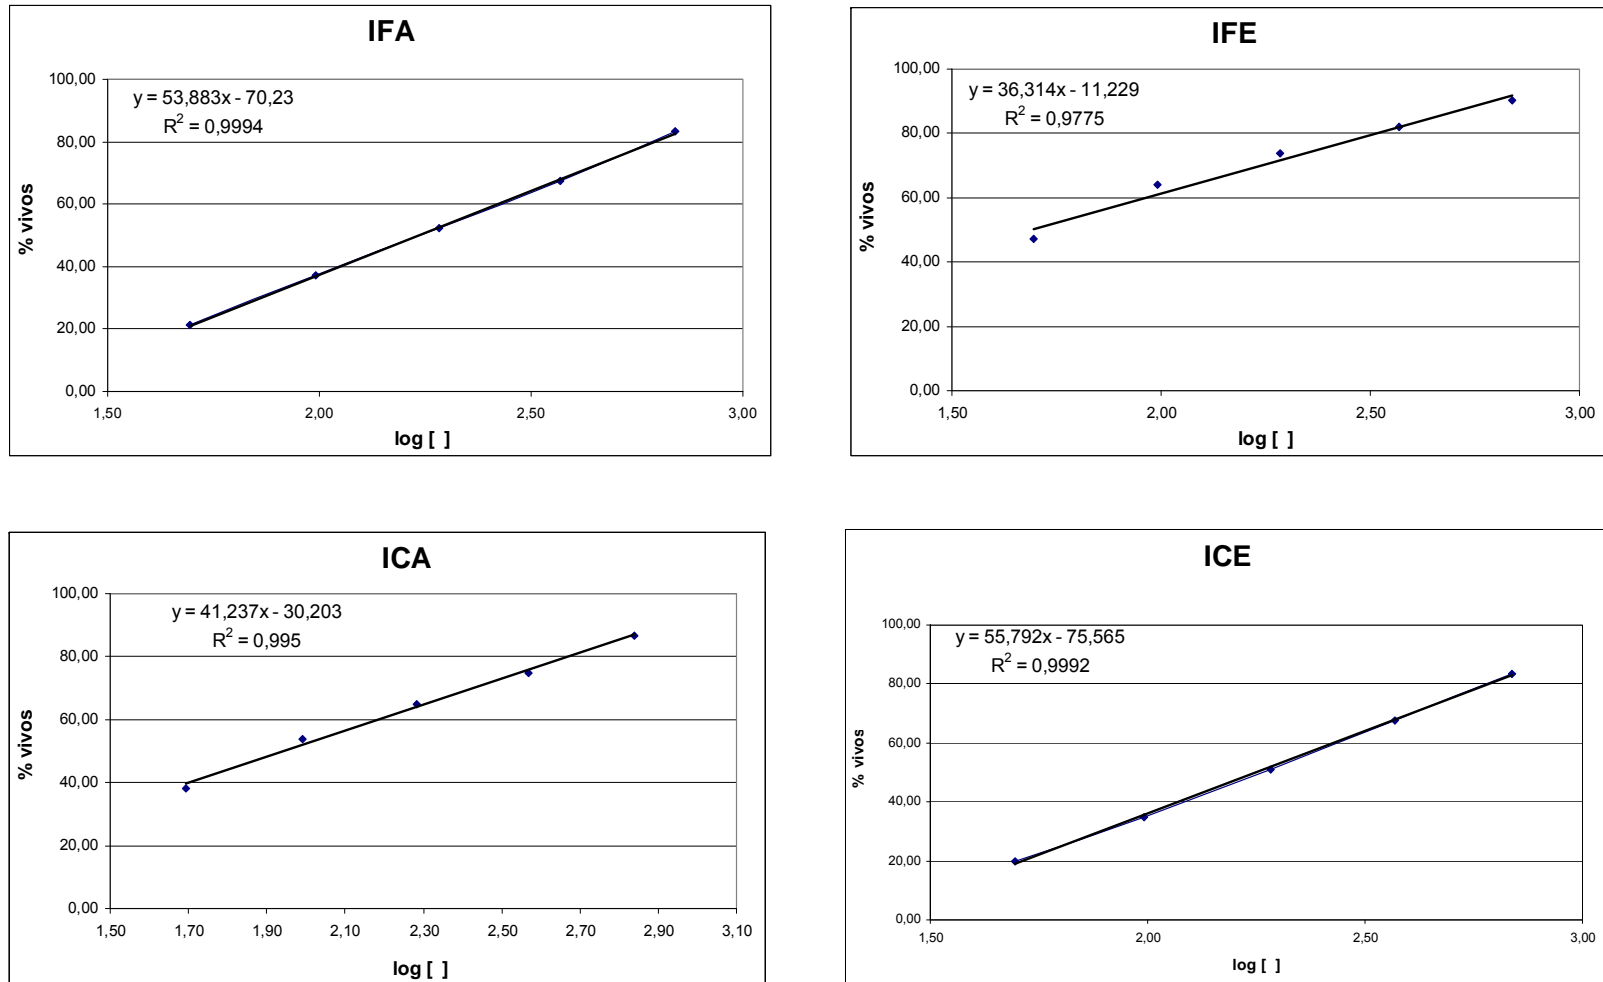 IFA
y = 53,883x - 70,23
R² = 0,9994
100,00
80,00
60,00
40,00
20,00
0,00
% vivos
1,50 2,00 2,50 3,00
log [ ]
IFE
y = 36,314x - 11,229
R² = 0,9775
100,00
80,00
60,00
40,00
20,00
0,00
% vivos
1,50 2,00 2,50 3,00
log [ ]
ICA
y = 41,237x - 30,203
R² = 0,995
100,00
80,00
60,00
40,00
20,00
0,00
% vivos
1,50 1,70 1,90 2,10 2,30 2,50 2,70 2,90 3,10
log [ ]
ICE
y = 55,792x - 75,565
R² = 0,9992
100,00
80,00
60,00
40,00
20,00
0,00
% vivos
1,50 2,00 2,50 3,00
log [ ]